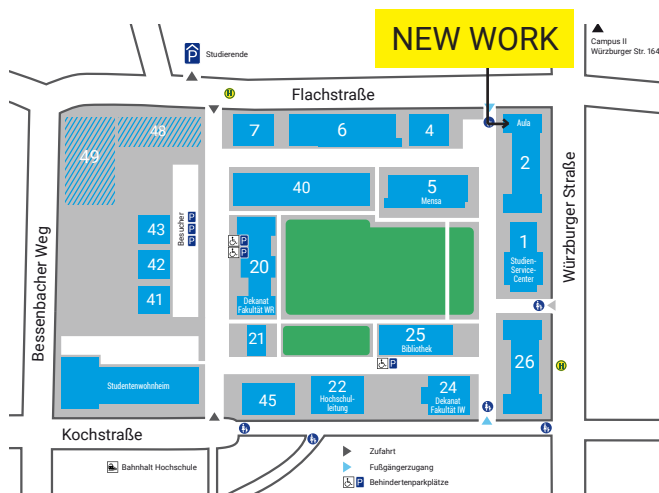 NEW WORK
P
Studierende
Campus II
Würzburger Str. 164
H
Flachstraße
49
48
7
6
4
Aula
2
40
5
Mensa
Besucher
P
P
P
43
42
41
P
P
20
Dekanat
Fakultät WR
1
Studien-
Service-
Center
Bessenbacher Weg
Würzburger Straße
21
25
Bibliothek
P
26
H
Studentenwohnheim
45
22
Hochschul-
leitung
24
Dekanat
Fakultät IW
Kochstraße
Bahnhalt Hochschule
Zufahrt
Fußgängerzugang
P
Behindertenparkplätze